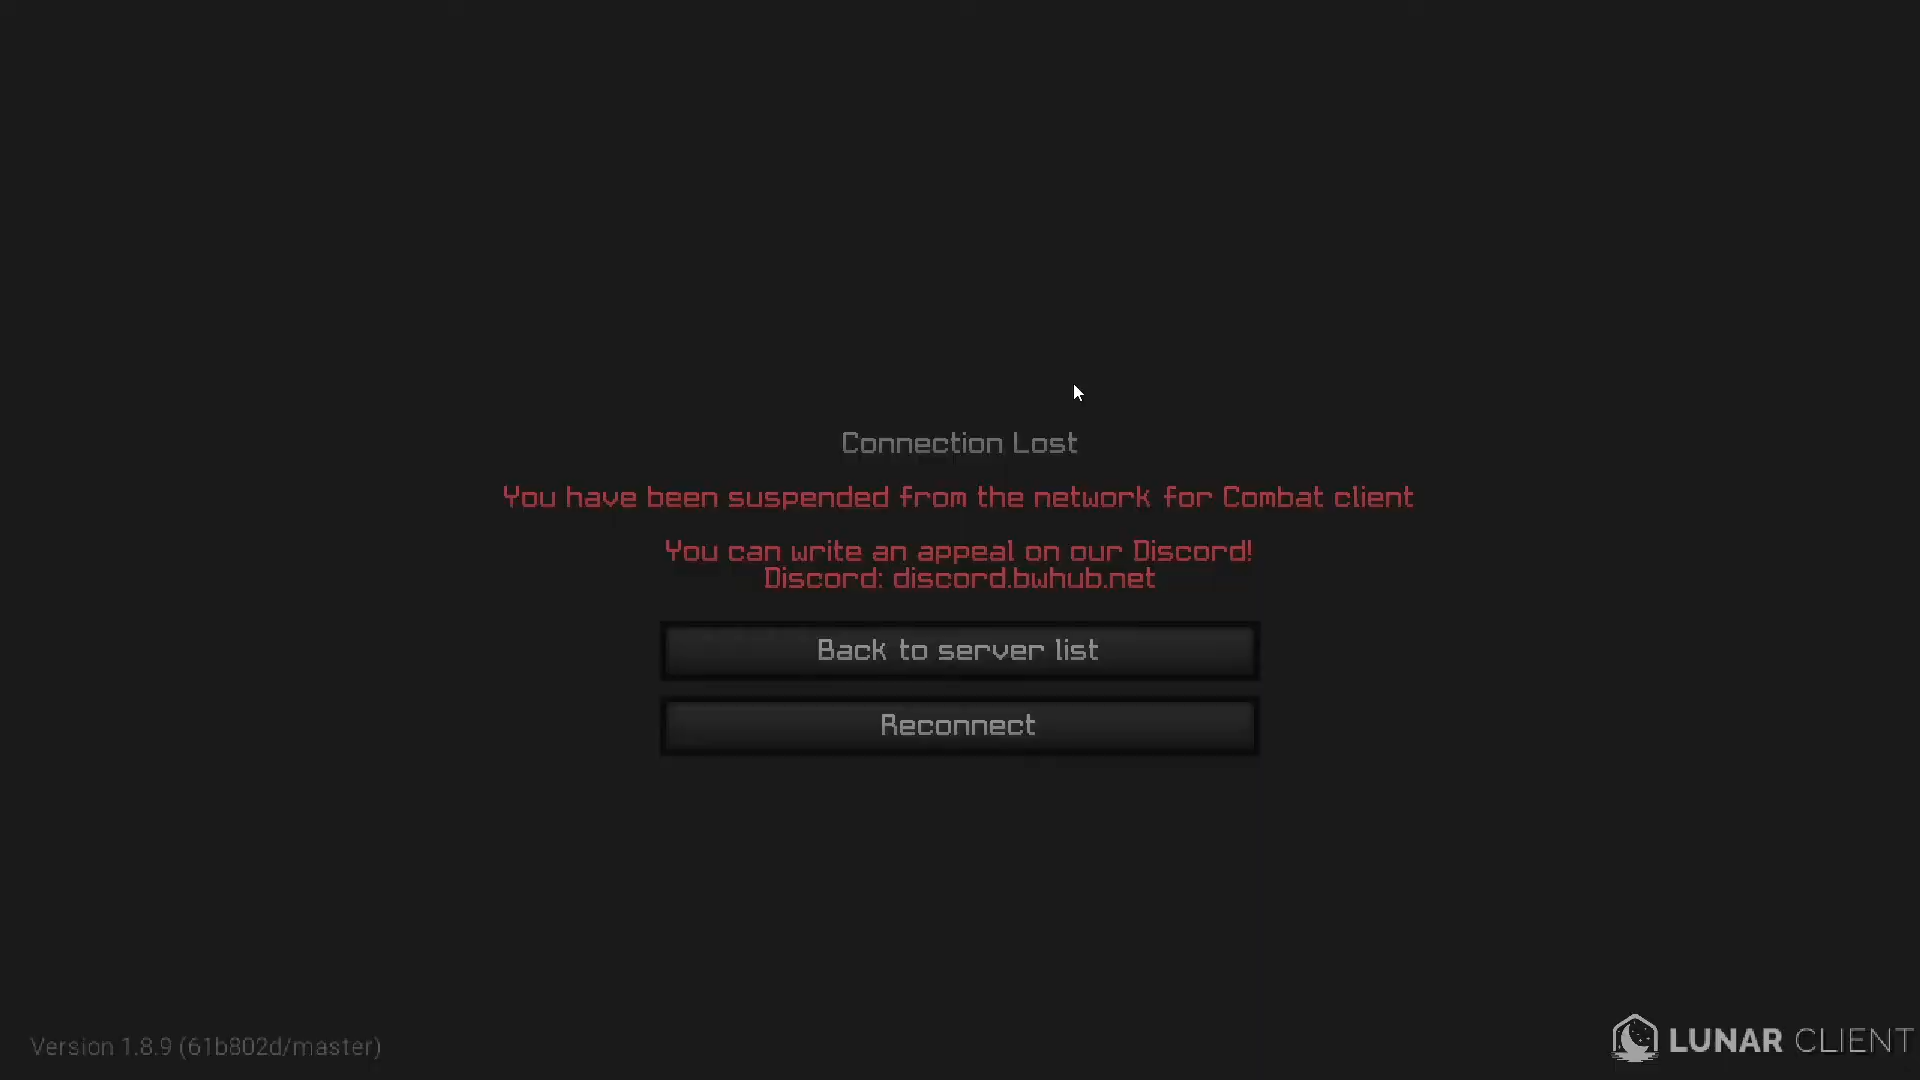 Connection Lost
You have been suspended from the network for Combat client
You can write an appeal on our Discord!
Discord: discord.bwhub.net
Back to server list
Reconnect
Version 1.8.9 (61b802d/master)
LUNAR CLIENT